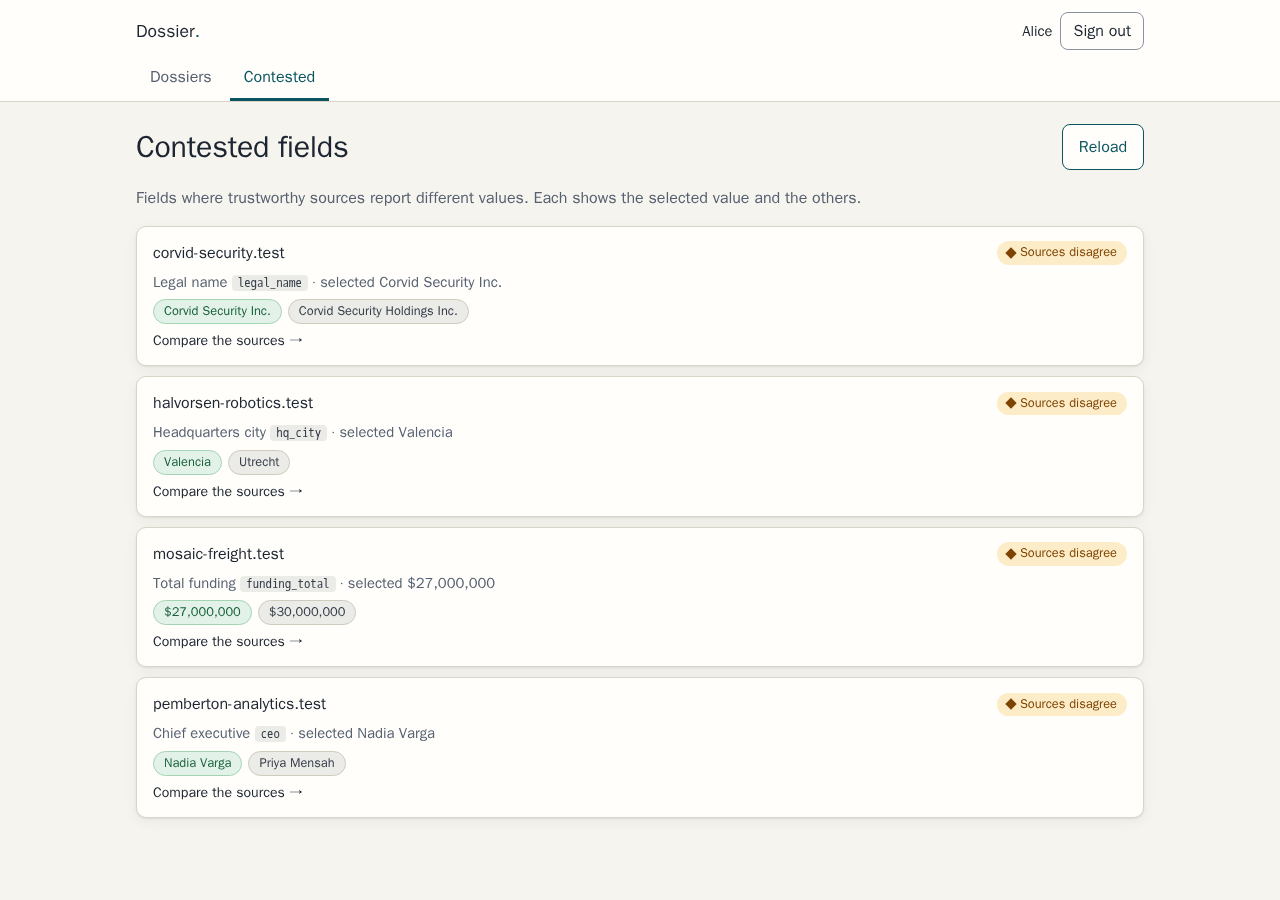 Dossier.
Alice
Sign out
Dossiers
Contested
Contested fields
Reload
Fields where trustworthy sources report different values. Each shows the selected value and the others.
corvid-security.test
◆ Sources disagree
Legal name legal_name · selected Corvid Security Inc.
Corvid Security Inc.
Corvid Security Holdings Inc.
Compare the sources →
halvorsen-robotics.test
◆ Sources disagree
Headquarters city hq_city · selected Valencia
Valencia
Utrecht
Compare the sources →
mosaic-freight.test
◆ Sources disagree
Total funding funding_total · selected $27,000,000
$27,000,000
$30,000,000
Compare the sources →
pemberton-analytics.test
◆ Sources disagree
Chief executive ceo · selected Nadia Varga
Nadia Varga
Priya Mensah
Compare the sources →